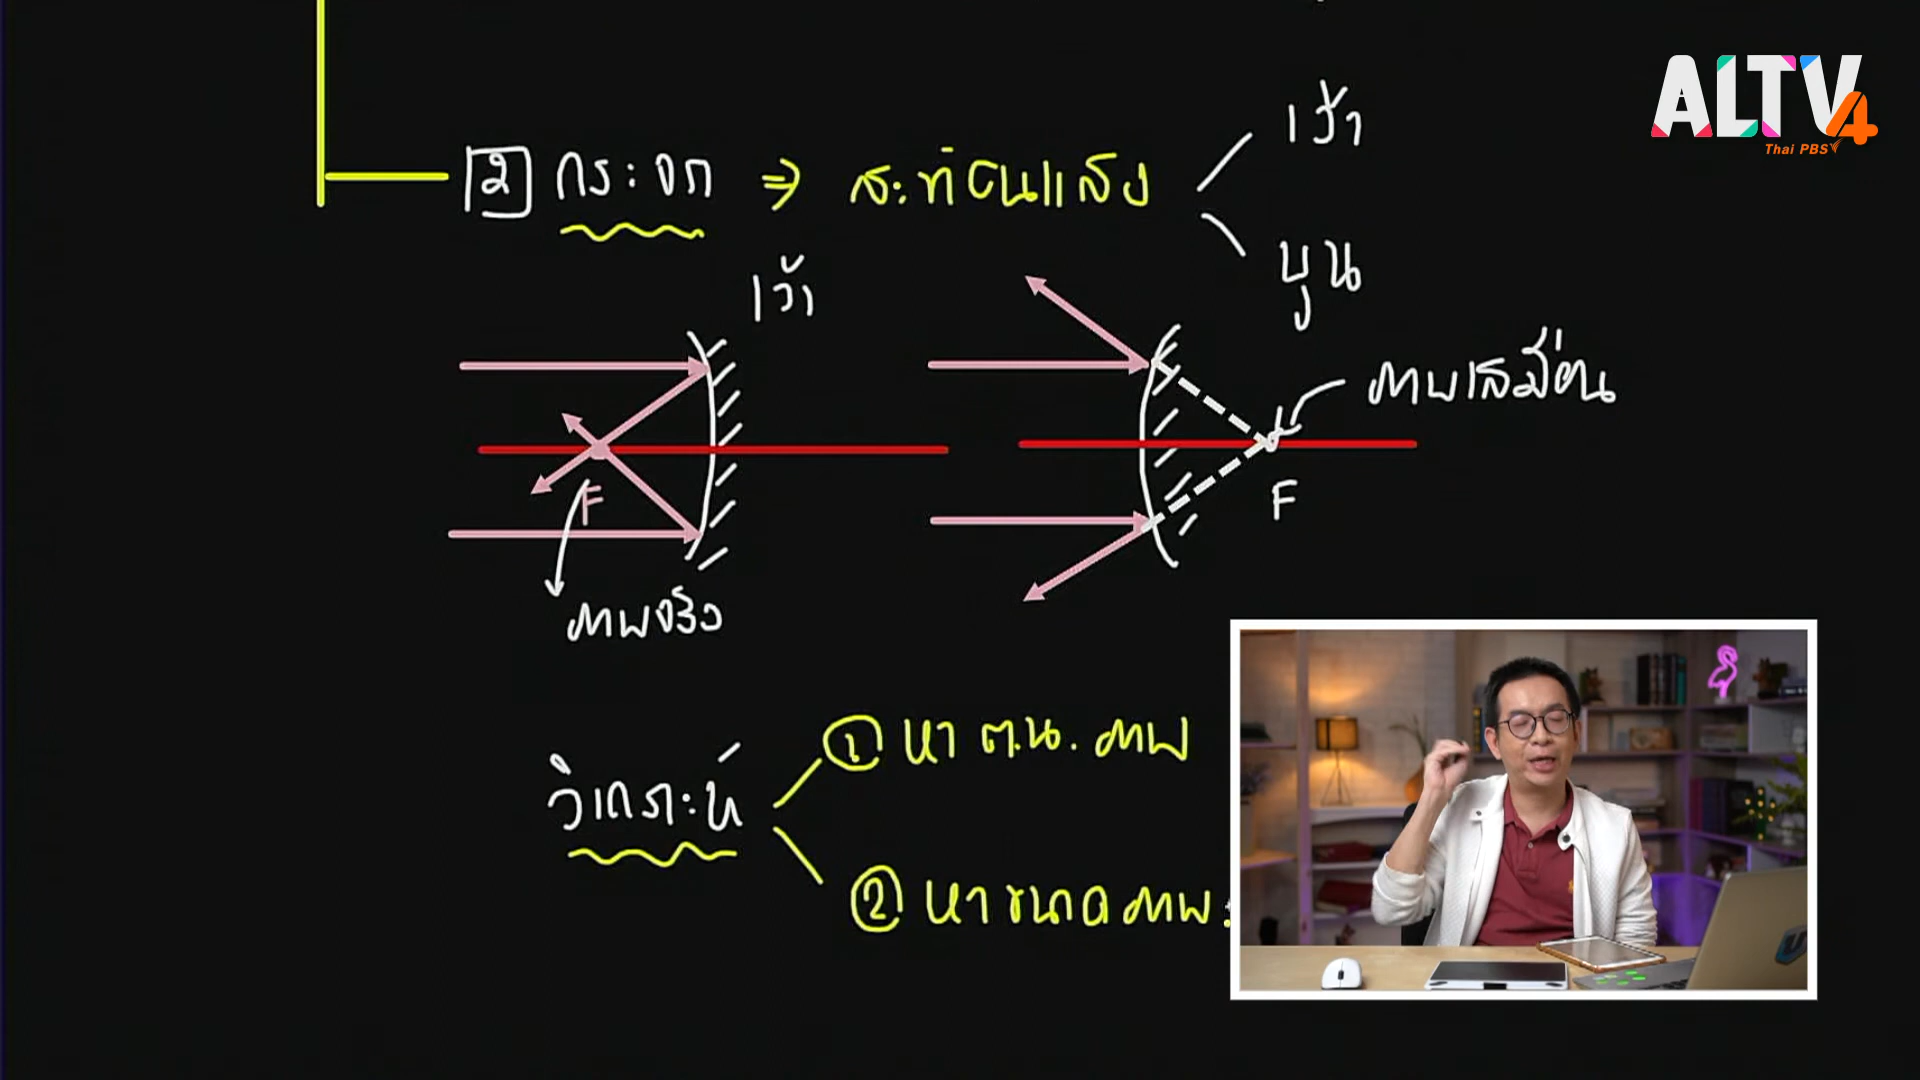 ALTV4
Thai PBS
2 กระจก ⇒ สะท้อนแสง
เว้า
นูน
เว้า
ภาพเสมือน
F
F
ภาพจริง
วิเคราะห์
① หา ต.น. ภาพ
② หาขนาดภาพ